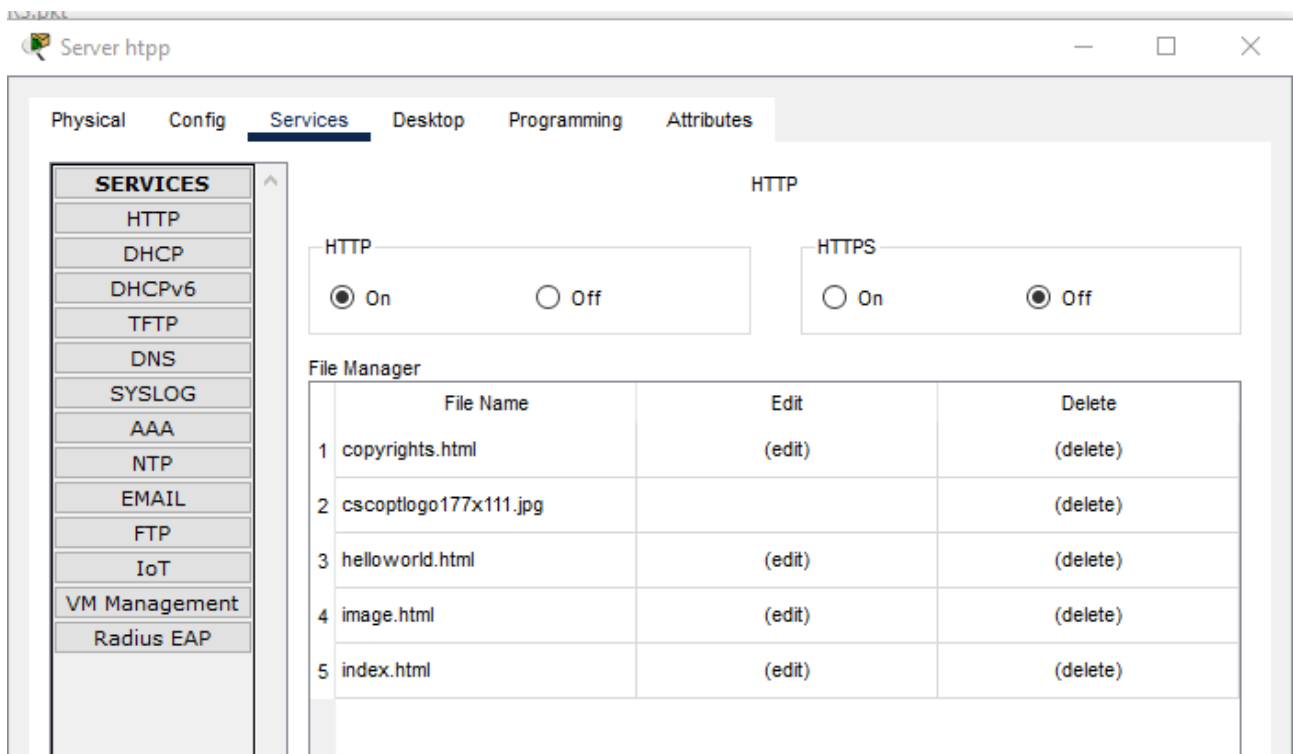 RS.pkt
Server htpp
Physical Config Services Desktop Programming Attributes
SERVICES
HTTP
DHCP
DHCPv6
TFTP
DNS
SYSLOG
AAA
NTP
EMAIL
FTP
IoT
VM Management
Radius EAP
HTTP
HTTP
On Off
HTTPS
On Off
File Manager
File Name Edit Delete
1 copyrights.html (edit) (delete)
2 cscoptlogo177x111.jpg (delete)
3 helloworld.html (edit) (delete)
4 image.html (edit) (delete)
5 index.html (edit) (delete)